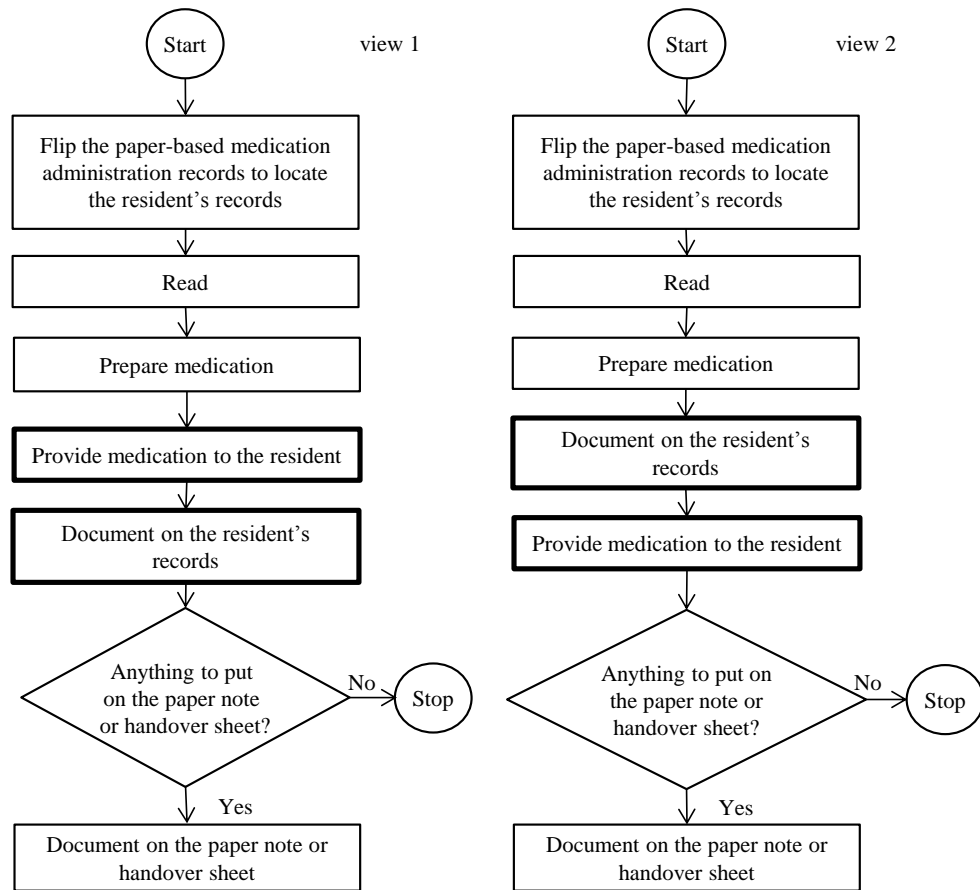 Start
view 1
Flip the paper-based medication
administration records to locate
the resident’s records
Read
Prepare medication
Provide medication to the resident
Document on the resident’s
records
Anything to put
on the paper note
or handover sheet?
No
Stop
Yes
Document on the paper note or
handover sheet
Start
view 2
Flip the paper-based medication
administration records to locate
the resident’s records
Read
Prepare medication
Document on the resident’s
records
Provide medication to the resident
Anything to put on
the paper note or
handover sheet?
No
Stop
Yes
Document on the paper note or
handover sheet